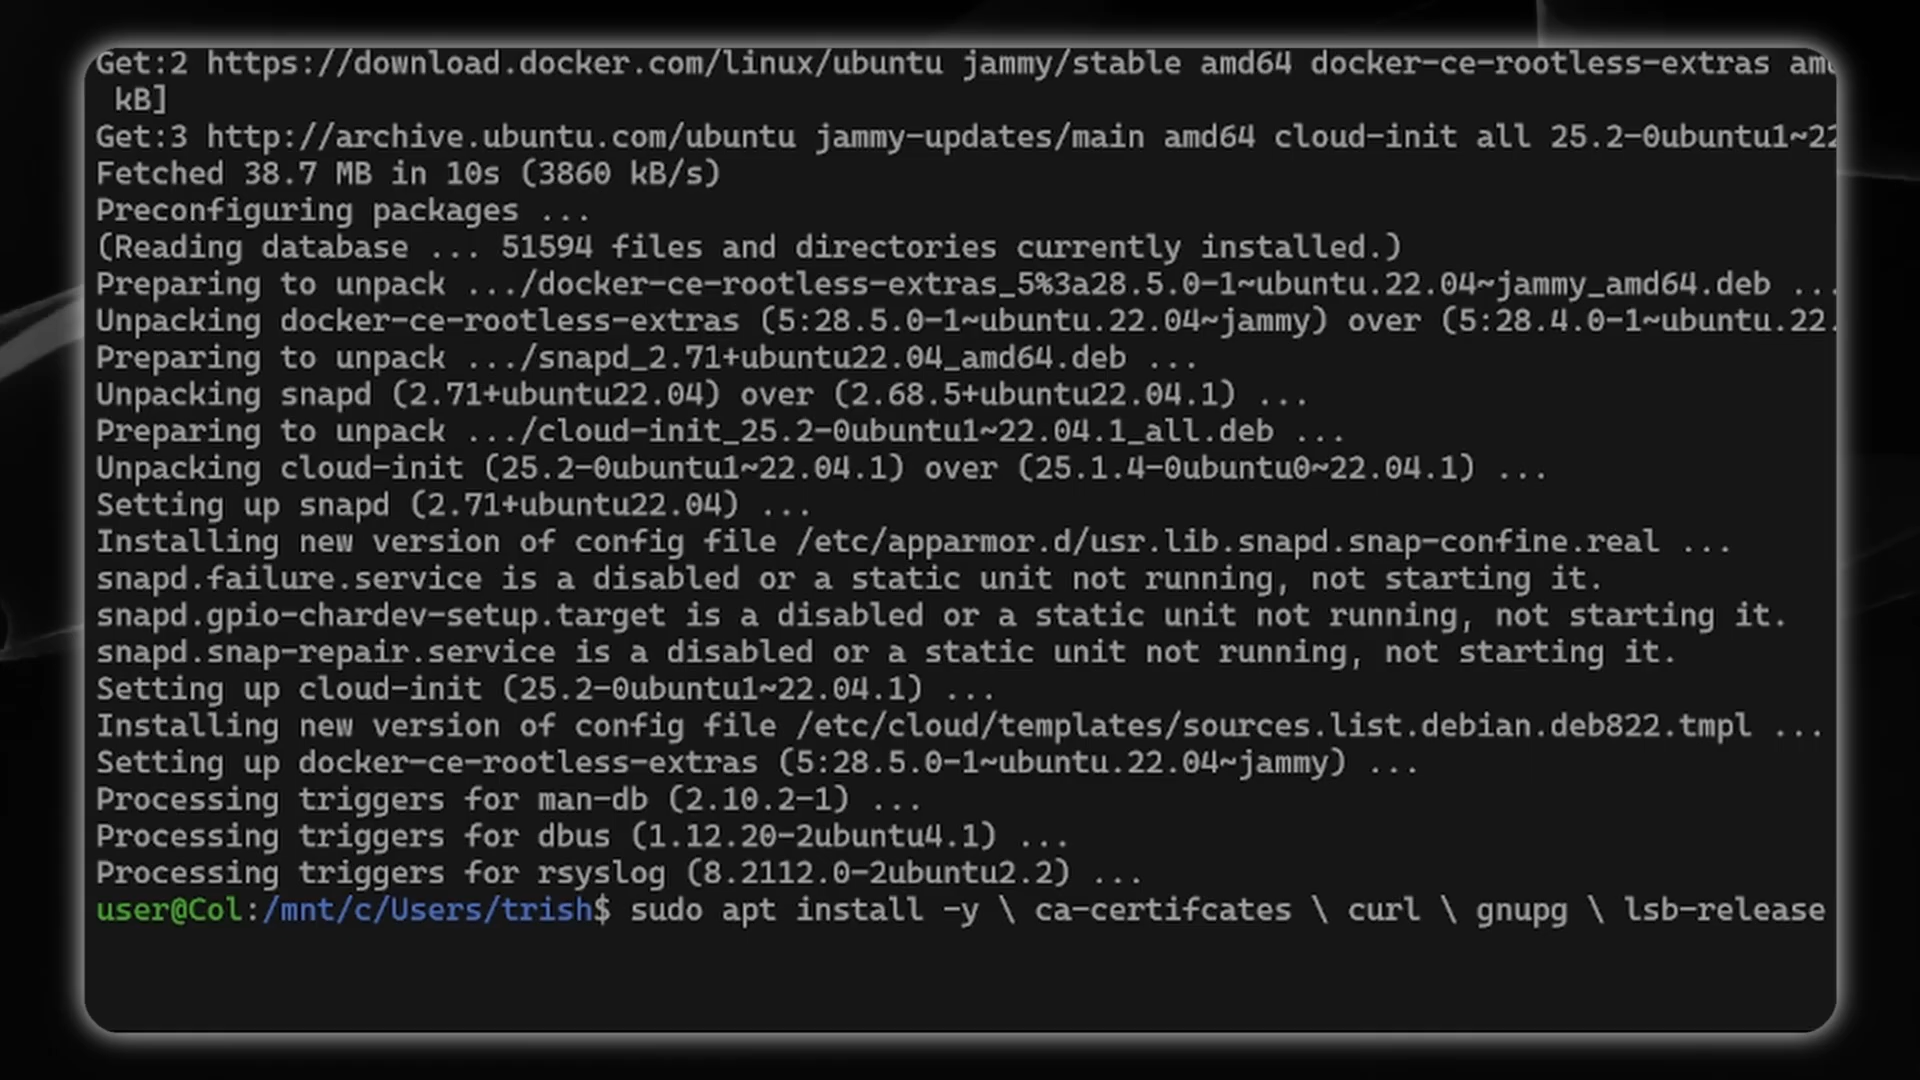 Get:2 https://download.docker.com/linux/ubuntu jammy/stable amd64 docker-ce-rootless-extras
kB]
Get:3 http://archive.ubuntu.com/ubuntu jammy-updates/main amd64 cloud-init all 25.2-0ubuntu1~22
Fetched 38.7 MB in 10s (3860 kB/s)
Preconfiguring packages ...
(Reading database ... 51594 files and directories currently installed.)
Preparing to unpack .../docker-ce-rootless-extras_5%3a28.5.0-1~ubuntu.22.04~jammy_amd64.deb ...
Unpacking docker-ce-rootless-extras (5:28.5.0-1~ubuntu.22.04~jammy) over (5:28.4.0-1~ubuntu.22.
Preparing to unpack .../snapd_2.71+ubuntu22.04_amd64.deb ...
Unpacking snapd (2.71+ubuntu22.04) over (2.68.5+ubuntu22.04.1) ...
Preparing to unpack .../cloud-init_25.2-0ubuntu1~22.04.1_all.deb ...
Unpacking cloud-init (25.2-0ubuntu1~22.04.1) over (25.1.4-0ubuntu0~22.04.1) ...
Setting up snapd (2.71+ubuntu22.04) ...
Installing new version of config file /etc/apparmor.d/usr.lib.snapd.snap-confine.real ...
snapd.failure.service is a disabled or a static unit not running, not starting it.
snapd.gpio-chardev-setup.target is a disabled or a static unit not running, not starting it.
snapd.snap-repair.service is a disabled or a static unit not running, not starting it.
Setting up cloud-init (25.2-0ubuntu1~22.04.1) ...
Installing new version of config file /etc/cloud/templates/sources.list.debian.deb822.tmpl ...
Setting up docker-ce-rootless-extras (5:28.5.0-1~ubuntu.22.04~jammy) ...
Processing triggers for man-db (2.10.2-1) ...
Processing triggers for dbus (1.12.20-2ubuntu4.1) ...
Processing triggers for rsyslog (8.2112.0-2ubuntu2.2) ...
user@Col:/mnt/c/Users/trish$ sudo apt install -y \ ca-certifcates \ curl \ gnupg \ lsb-release